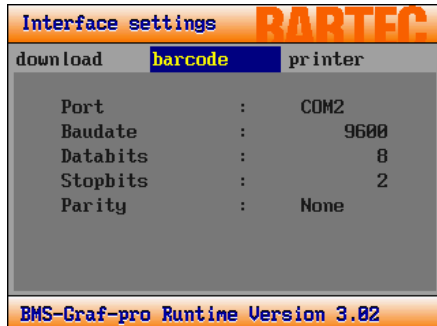 Interface settings BARTEC
download barcode printer
Port : COM2
Baudate : 9600
Databits : 8
Stopbits : 2
Parity : None
BMS-Graf-pro Runtime Version 3.02